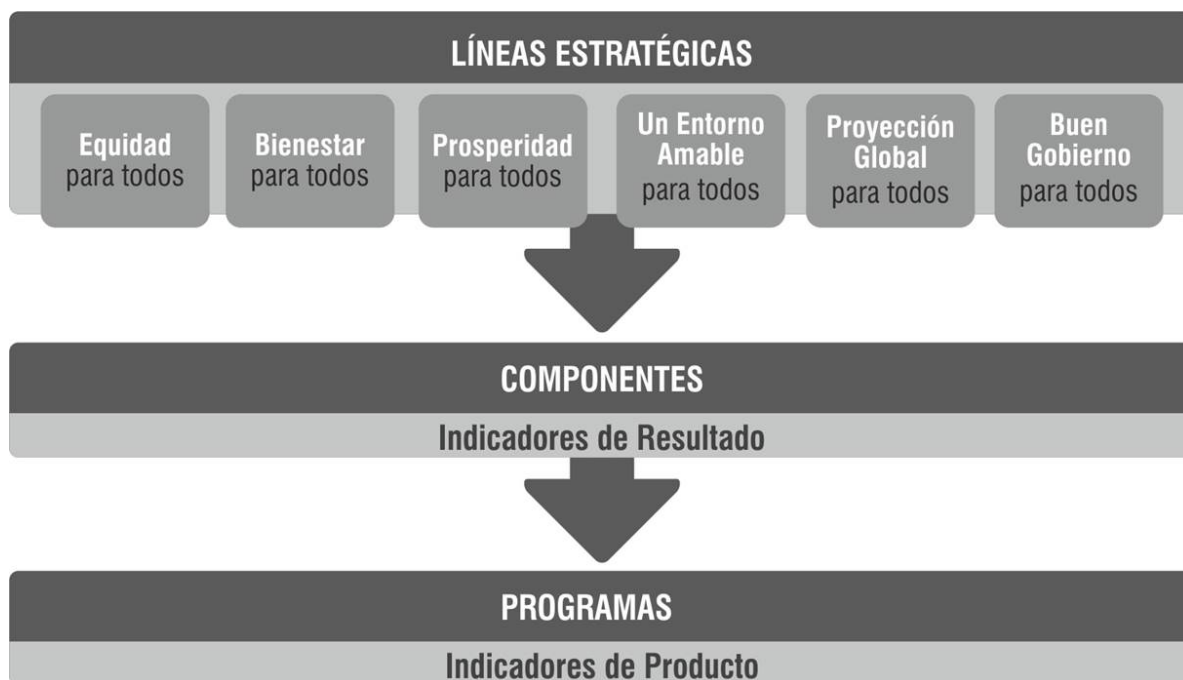 LÍNEAS ESTRATÉGICAS
Equidad
para todos
Bienestar
para todos
Prosperidad
para todos
Un Entorno
Amable
para todos
Proyección
Global
para todos
Buen
Gobierno
para todos
COMPONENTES
Indicadores de Resultado
PROGRAMAS
Indicadores de Producto